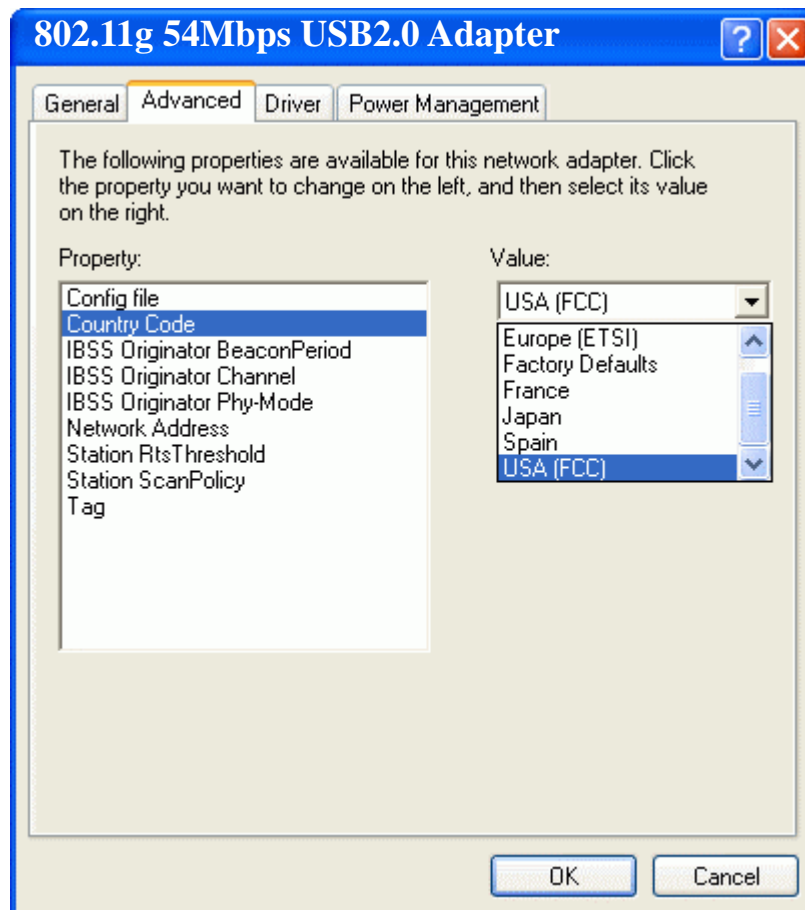 802.11g 54Mbps USB2.0 Adapter
General Advanced Driver Power Management
The following properties are available for this network adapter. Click
the property you want to change on the left, and then select its value
on the right.
Property:
Value:
Config file
Country Code
IBSS Originator BeaconPeriod
IBSS Originator Channel
IBSS Originator Phy-Mode
Network Address
Station RtsThreshold
Station ScanPolicy
Tag
USA (FCC)
Europe (ETSI)
Factory Defaults
France
Japan
Spain
USA (FCC)
OK
Cancel